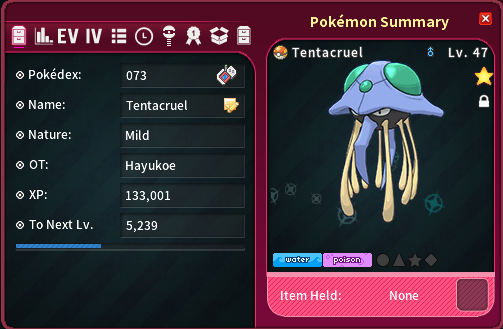 Pokémon Summary
EV IV
Pokédex: 073
Name: Tentacruel
Nature: Mild
OT: Hayukoe
XP: 133,001
To Next Lv. 5,239
Tentacruel ♂ Lv. 47
water poison
Item Held: None